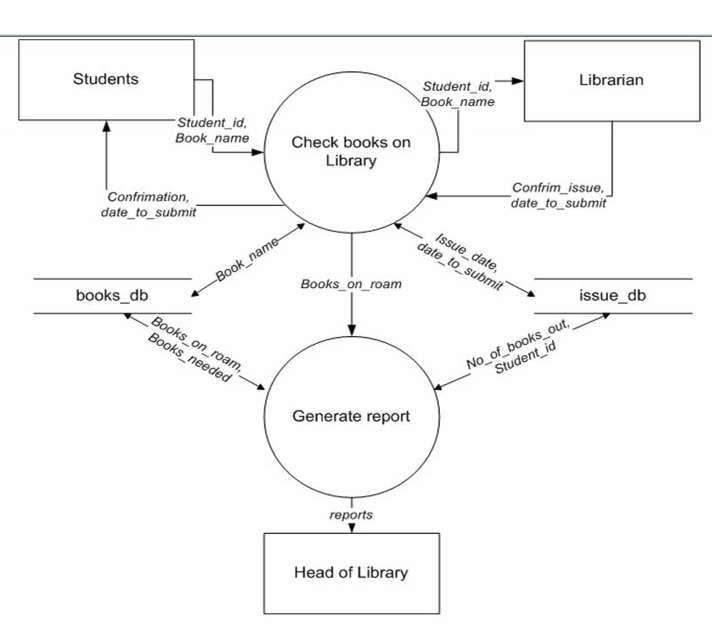 Students
Librarian
Student_id,
Book_name
Student_id,
Book_name
Check books on
Library
Confrimation,
date_to_submit
Confrim_issue,
date_to_submit
Book_name
Issue_date,
date_to_submit
Books_on_roam
books_db
issue_db
Books_on_roam,
Books_needed
No_of_books_out,
Student_id
Generate report
reports
Head of Library